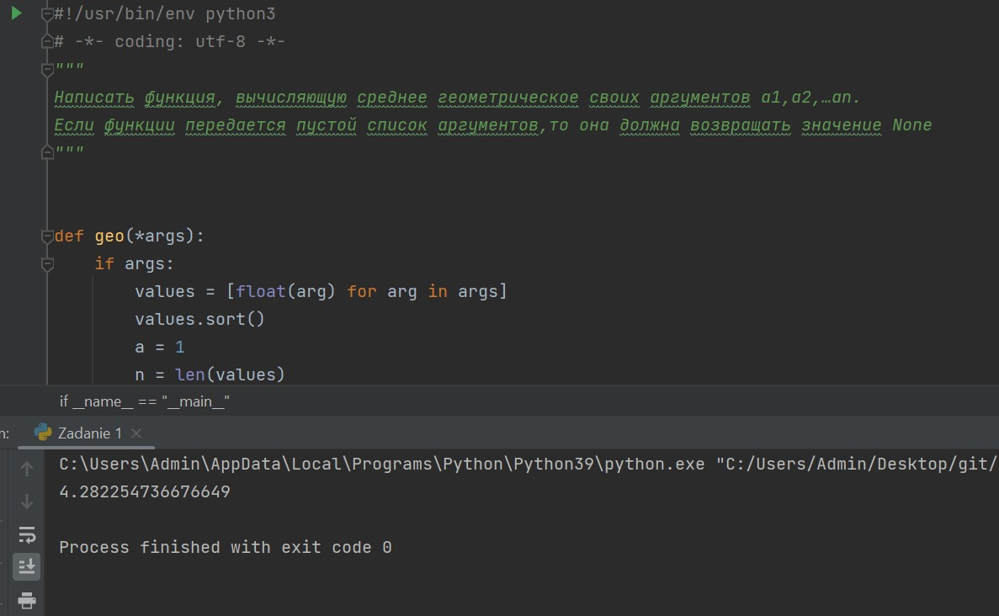 #!/usr/bin/env python3
# -*- coding: utf-8 -*-
"""
Написать функция, вычисляющую среднее геометрическое своих аргументов a1,a2,…an.
Если функции передается пустой список аргументов,то она должна возвращать значение None
"""
def geo(*args):
if args:
values = [float(arg) for arg in args]
values.sort()
a = 1
n = len(values)
if __name__ == "__main__"
Zadanie 1
C:\Users\Admin\AppData\Local\Programs\Python\Python39\python.exe "C:/Users/Admin/Desktop/git/
4.282254736676649
Process finished with exit code 0